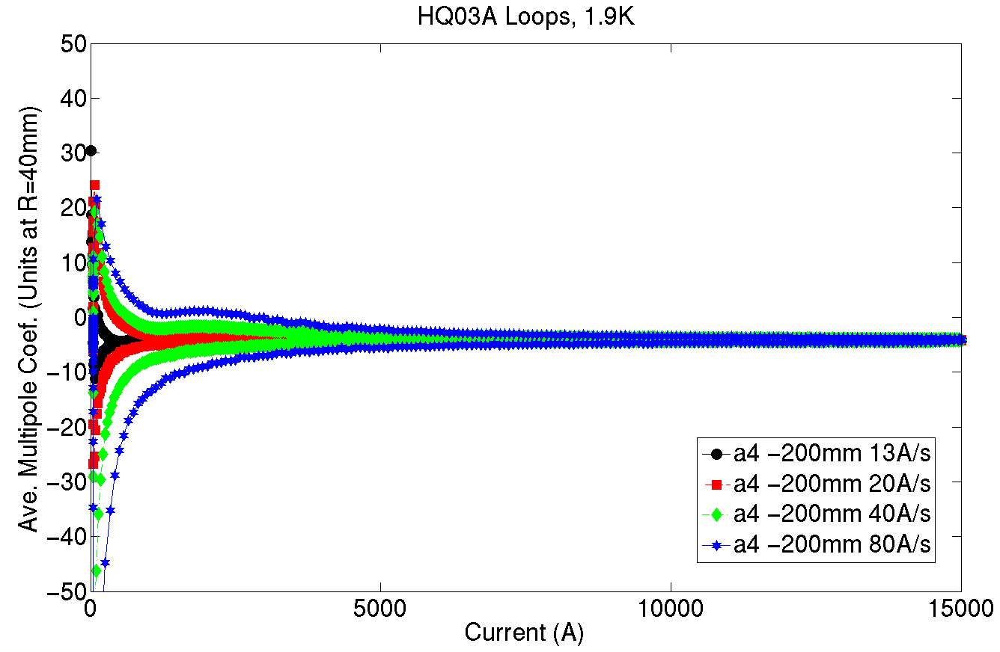 HQ03A Loops, 1.9K
Ave. Multipole Coef. (Units at R=40mm)
50
40
30
20
10
0
−10
−20
−30
−40
−50
a4 −200mm 13A/s
a4 −200mm 20A/s
a4 −200mm 40A/s
a4 −200mm 80A/s
0 5000 10000 15000
Current (A)